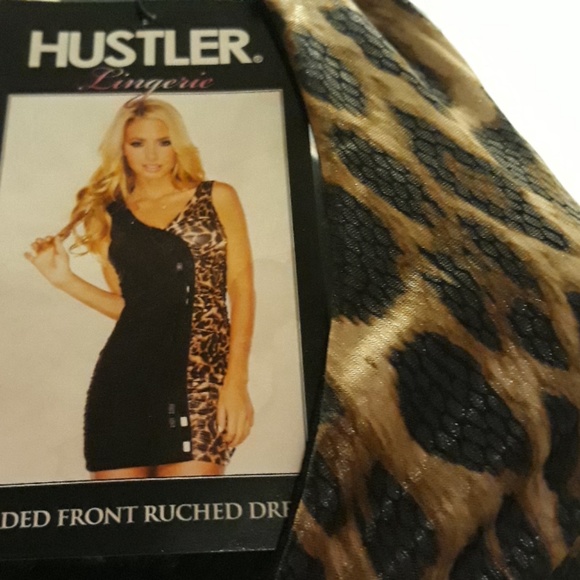 HUSTLER®
Lingerie
DED FRONT RUCHED DRE